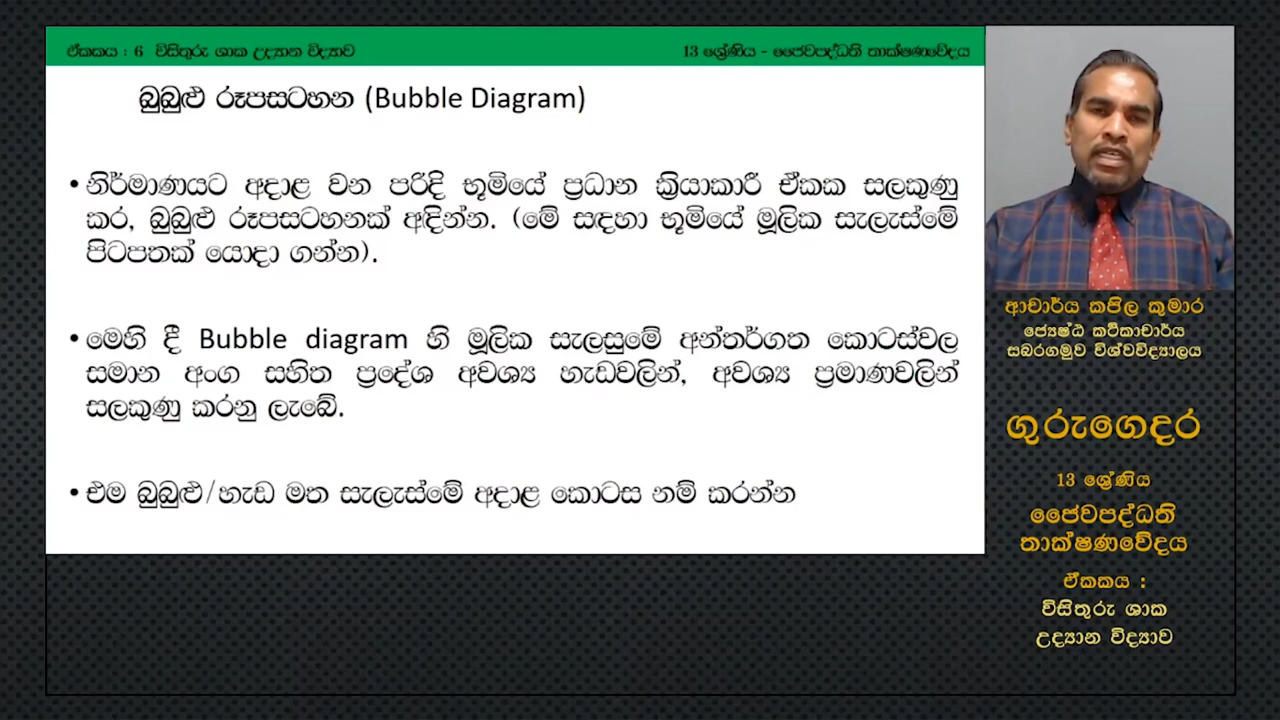 ඒකකය : 6 විසිතුරු ශාක උද්‍යාන විද්‍යාව
13 ශ්‍රේණිය - ජෛවපද්ධති තාක්ෂණවේදය
බුබුළු රූපසටහන (Bubble Diagram)
• නිර්මාණයට අදාළ වන පරිදි භූමියේ ප්‍රධාන ක්‍රියාකාරී ඒකක සලකුණු
කර, බුබුළු රූපසටහනක් අඳින්න. (මේ සඳහා භූමියේ මූලික සැලැස්මේ
පිටපතක් යොදා ගන්න).
• මෙහි දී Bubble diagram හි මූලික සැලසුමේ අන්තර්ගත කොටස්වල
සමාන අංග සහිත ප්‍රදේශ අවශ්‍ය හැඩවලින්, අවශ්‍ය ප්‍රමාණවලින්
සලකුණු කරනු ලැබේ.
• එම බුබුළු/හැඩ මත සැලැස්මේ අදාළ කොටස නම් කරන්න
ආචාර්ය කපිල කුමාර
ජ්‍යෙෂ්ඨ කථිකාචාර්ය
සබරගමුව විශ්වවිද්‍යාලය
ගුරුගෙදර
13 ශ්‍රේණිය
ජෛවපද්ධති
තාක්ෂණවේදය
ඒකකය :
විසිතුරු ශාක
උද්‍යාන විද්‍යාව